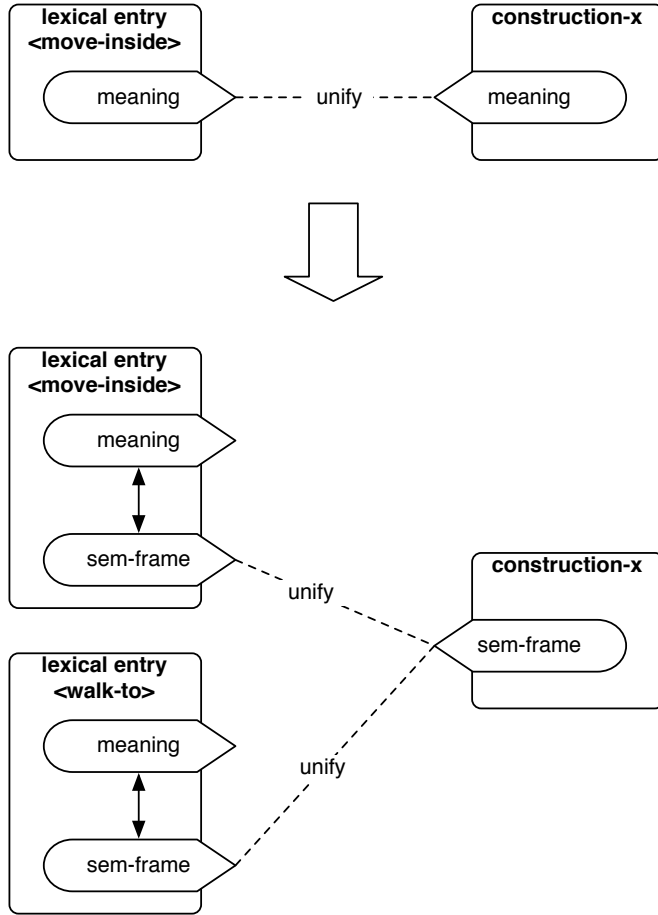 lexical entry
<move-inside>
meaning
unify
construction-x
meaning
lexical entry
<move-inside>
meaning
sem-frame
unify
construction-x
sem-frame
lexical entry
<walk-to>
meaning
unify
sem-frame